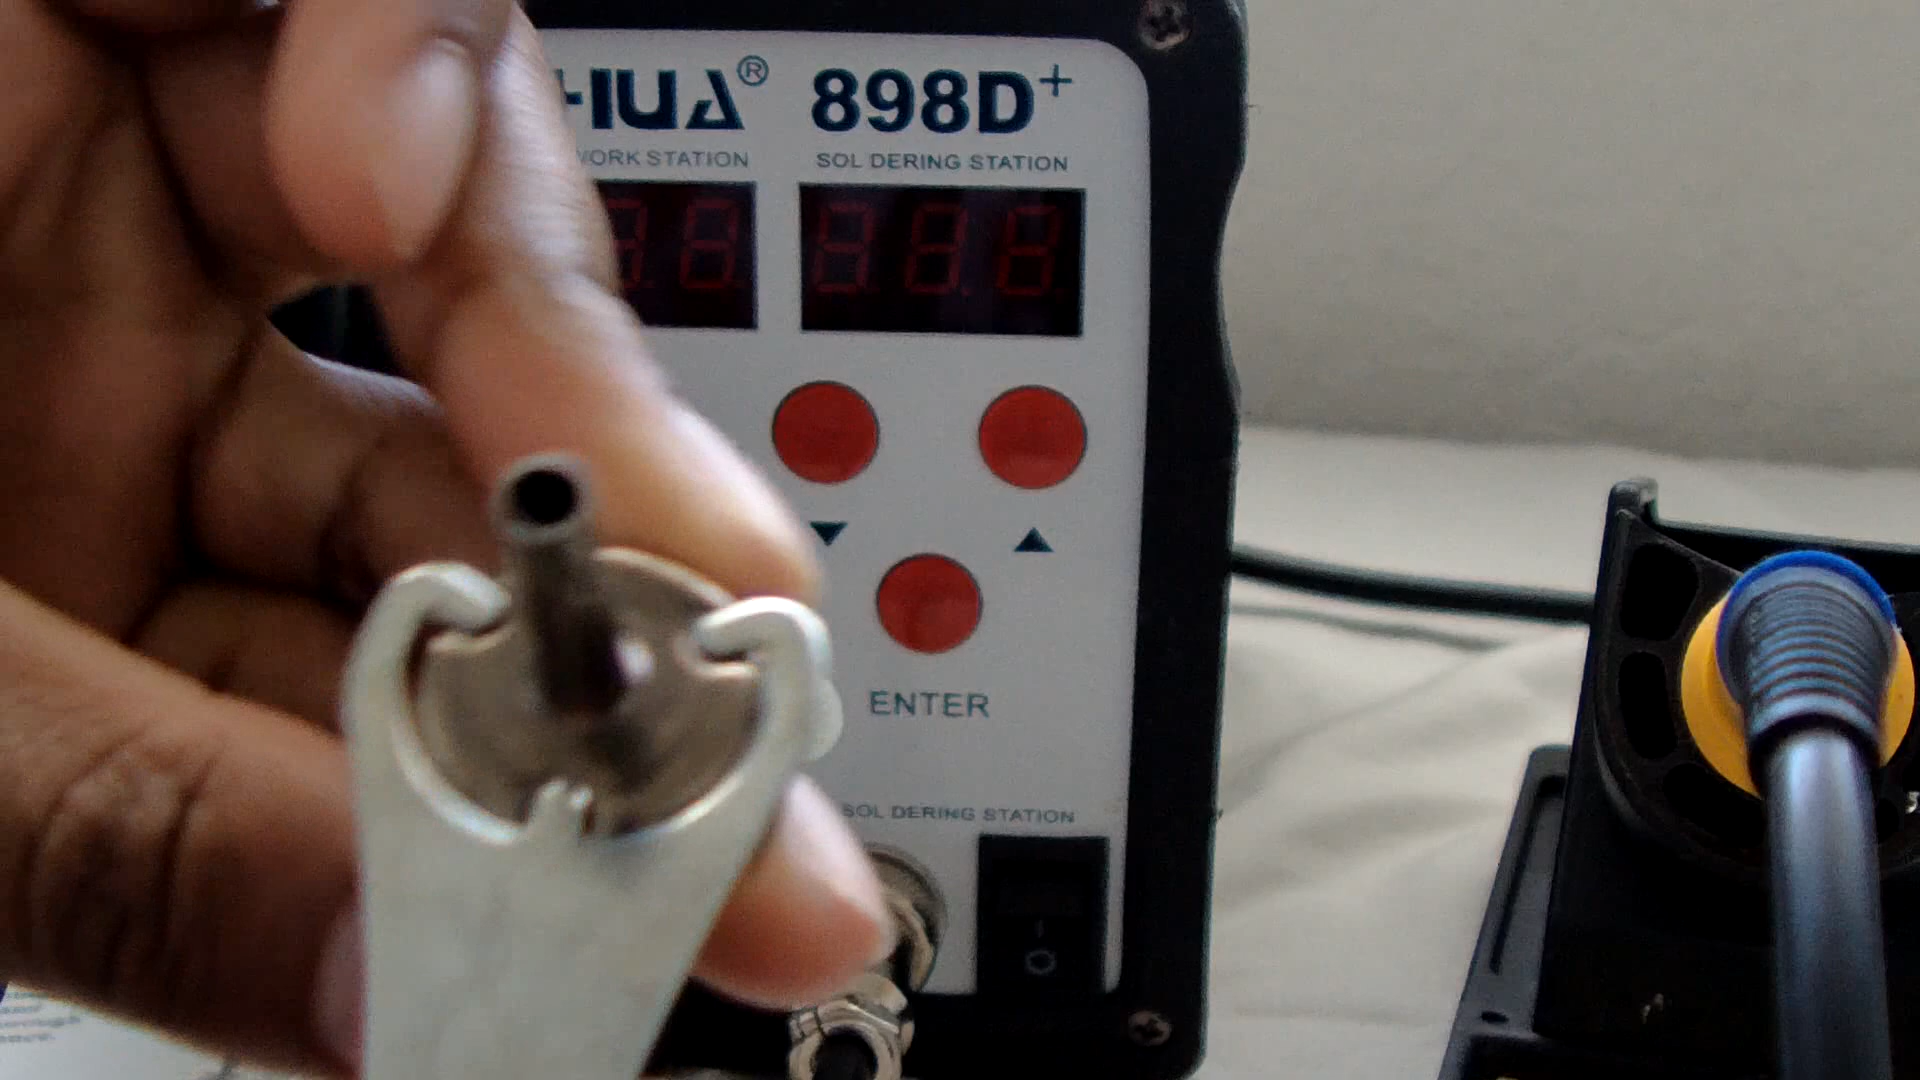 HUA® 898D+
WORK STATION SOL DERING STATION
ENTER
SOL DERING STATION